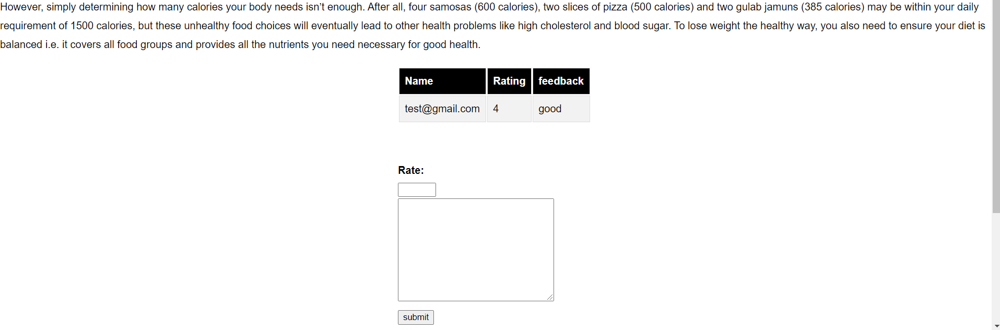 However, simply determining how many calories your body needs isn’t enough. After all, four samosas (600 calories), two slices of pizza (500 calories) and two gulab jamuns (385 calories) may be within your daily
requirement of 1500 calories, but these unhealthy food choices will eventually lead to other health problems like high cholesterol and blood sugar. To lose weight the healthy way, you also need to ensure your diet is
balanced i.e. it covers all food groups and provides all the nutrients you need necessary for good health.
Name Rating feedback
test@gmail.com 4 good
Rate:
submit